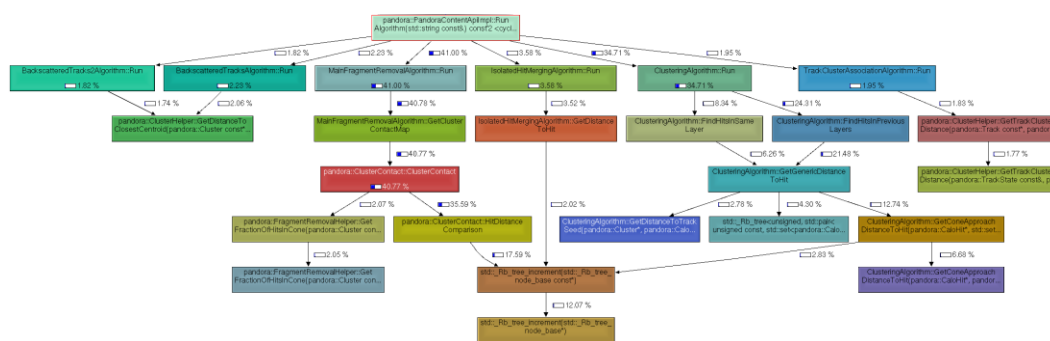 pandora::PandoraContentApiImpl::Run
Algorithm(std::string const&) const'2 <cycl...
1.82 %
2.23 %
41.00 %
3.58 %
34.71 %
1.95 %
BackscatteredTracks2Algorithm::Run
1.82 %
BackscatteredTracksAlgorithm::Run
2.23 %
MainFragmentRemovalAlgorithm::Run
41.00 %
IsolatedHitMergingAlgorithm::Run
3.58 %
ClusteringAlgorithm::Run
34.71 %
TrackClusterAssociationAlgorithm::Run
1.95 %
1.74 %
2.06 %
40.78 %
3.52 %
8.34 %
24.31 %
1.83 %
pandora::ClusterHelper::GetDistanceTo
ClosestCentroid(pandora::Cluster const*...
MainFragmentRemovalAlgorithm::GetCluster
ContactMap
IsolatedHitMergingAlgorithm::GetDistance
ToHit
ClusteringAlgorithm::FindHitsInSame
Layer
ClusteringAlgorithm::FindHitsInPrevious
Layers
pandora::ClusterHelper::GetTrackCluster
Distance(pandora::Track const*, pandor
40.77 %
6.26 %
21.48 %
1.77 %
pandora::ClusterContact::ClusterContact
40.77 %
ClusteringAlgorithm::GetGenericDistance
ToHit
pandora::ClusterHelper::GetTrackCluster
Distance(pandora::TrackState const&, p
2.07 %
35.59 %
2.02 %
2.78 %
4.30 %
12.74 %
pandora::FragmentRemovalHelper::Get
FractionOfHitsInCone(pandora::Cluster con...
pandora::ClusterContact::HitDistance
Comparison
ClusteringAlgorithm::GetDistanceToTrack
Seed(pandora::Cluster*, pandora::Calo...
std::_Rb_tree<unsigned, std::pair<
unsigned const, std::set<pandora::Calo...
ClusteringAlgorithm::GetConeApproach
DistanceToHit(pandora::CaloHit*, std::set...
2.05 %
17.59 %
2.83 %
6.68 %
pandora::FragmentRemovalHelper::Get
FractionOfHitsInCone(pandora::Cluster con...
std::_Rb_tree_increment(std::_Rb_tree_
node_base const*)
ClusteringAlgorithm::GetConeApproach
DistanceToHit(pandora::CaloHit*, pandor...
12.07 %
std::_Rb_tree_increment(std::_Rb_tree_
node_base*)